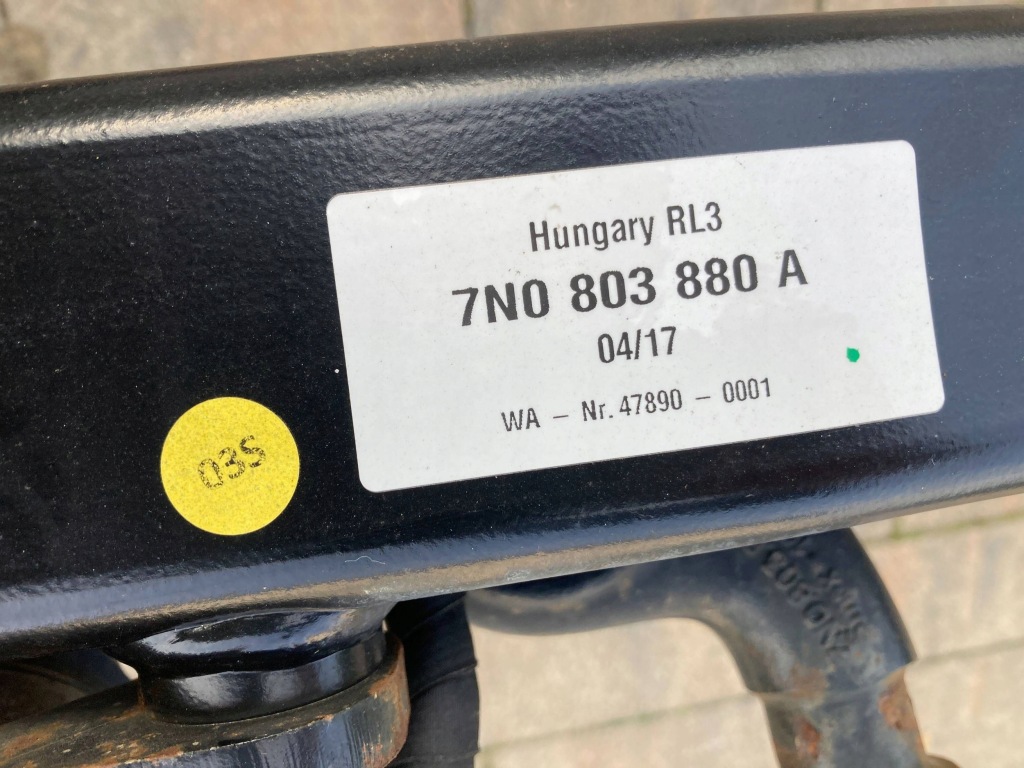 Hungary RL3
7N0 803 880 A
04/17
WA – Nr. 47890 – 0001
03S